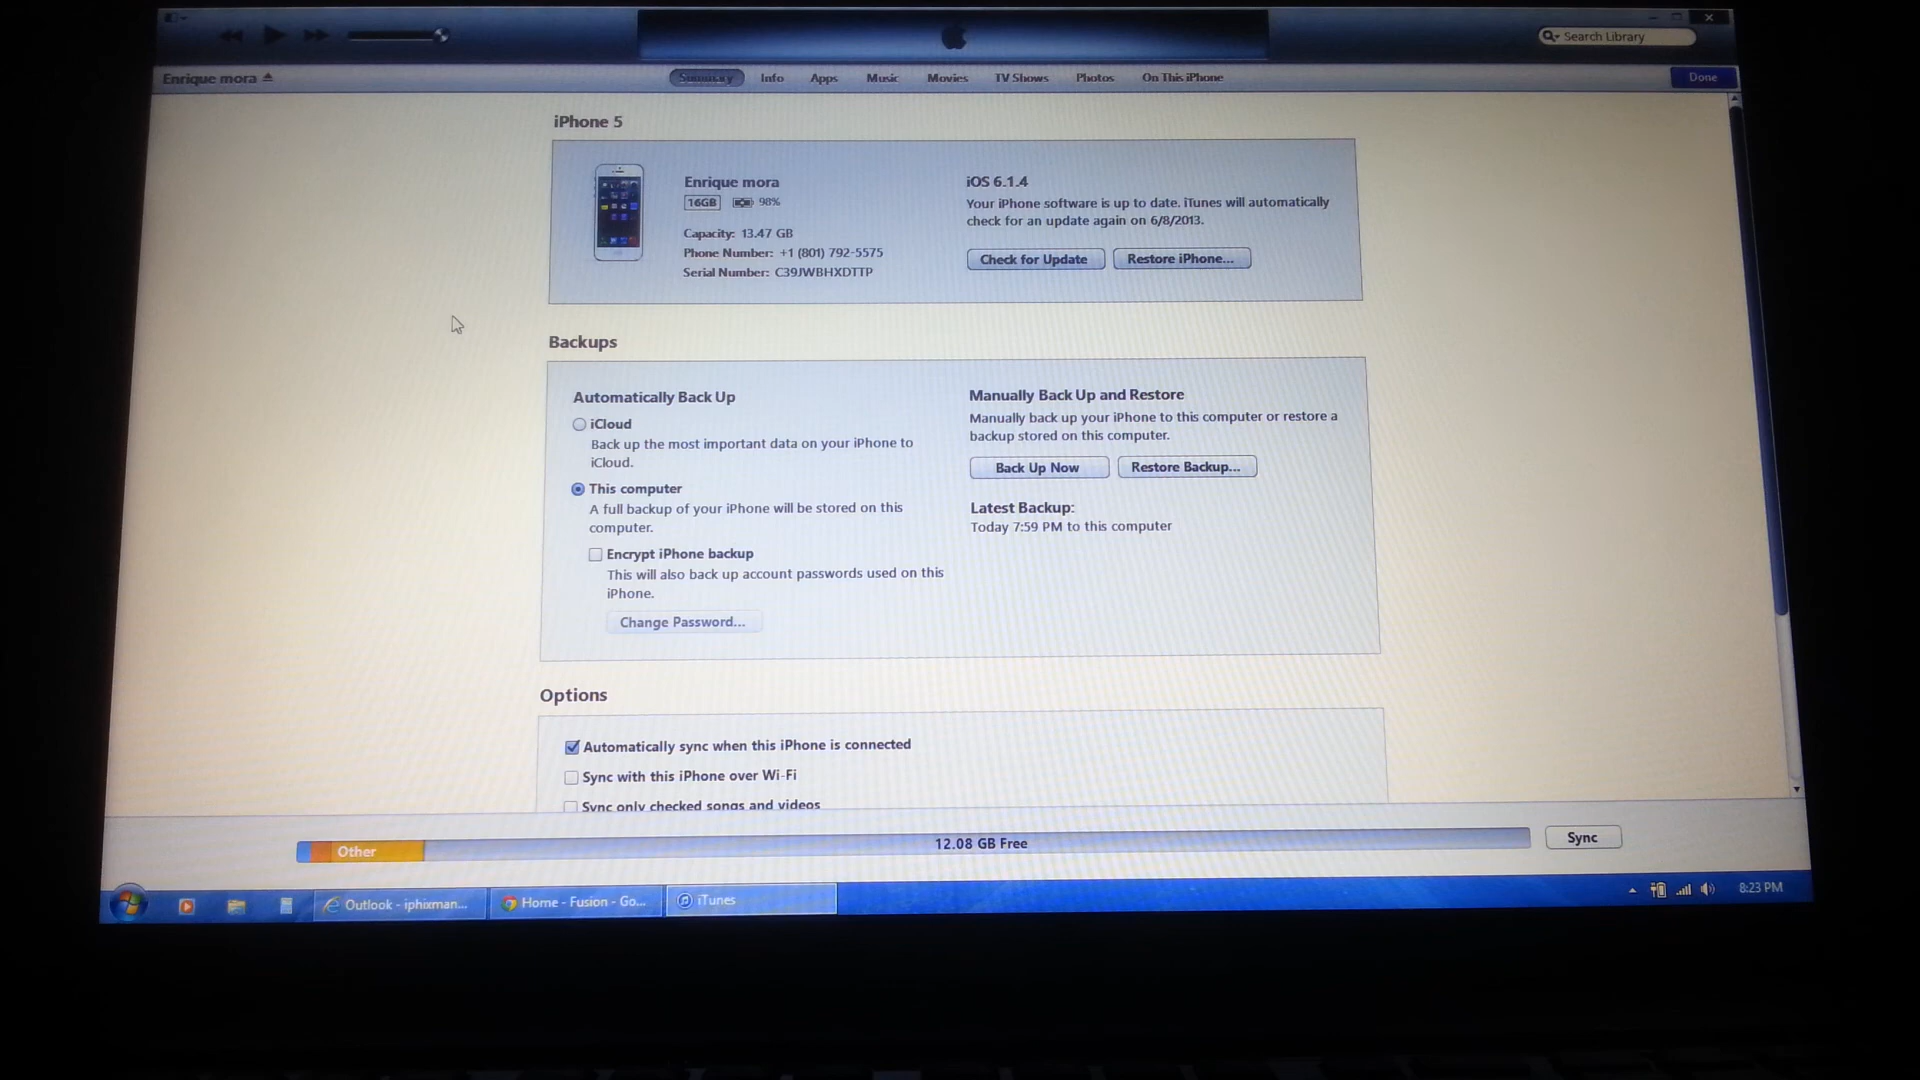 Search Library
Enrique mora
Summary Info Apps Music Movies TV Shows Photos On This iPhone Done
iPhone 5
Enrique mora
16GB 98%
Capacity: 13.47 GB
Phone Number: +1 (801) 792-5575
Serial Number: C39JWBHXDTTP
iOS 6.1.4
Your iPhone software is up to date. iTunes will automatically
check for an update again on 6/8/2013.
Check for Update Restore iPhone...
Backups
Automatically Back Up
iCloud
Back up the most important data on your iPhone to
iCloud.
This computer
A full backup of your iPhone will be stored on this
computer.
Encrypt iPhone backup
This will also back up account passwords used on this
iPhone.
Change Password...
Manually Back Up and Restore
Manually back up your iPhone to this computer or restore a
backup stored on this computer.
Back Up Now Restore Backup...
Latest Backup:
Today 7:59 PM to this computer
Options
Automatically sync when this iPhone is connected
Sync with this iPhone over Wi-Fi
Sync only checked songs and videos
Other 12.08 GB Free Sync
Outlook - iphixman... Home - Fusion - Go... iTunes 8:23 PM